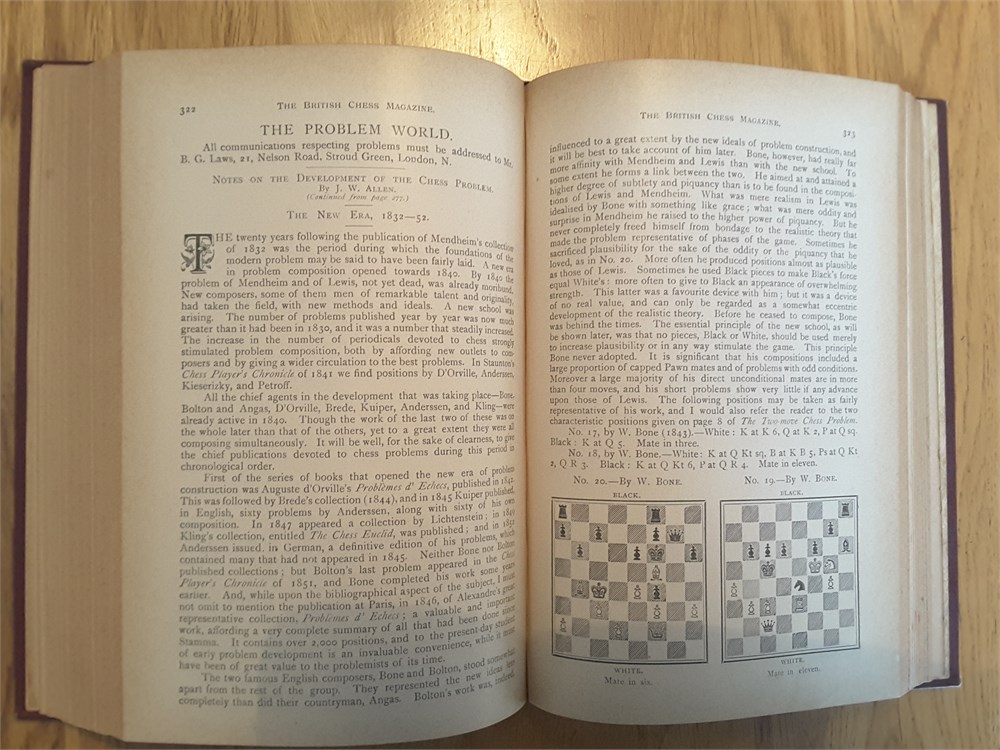 322
THE BRITISH CHESS MAGAZINE.
THE PROBLEM WORLD.
All communications respecting problems must be addressed to Mr.
B. G. Laws, 21, Nelson Road, Stroud Green, London, N.
NOTES ON THE DEVELOPMENT OF THE CHESS PROBLEM.
By J. W. ALLEN.
(Continued from page 277.)
THE NEW ERA, 1832—52.
THE twenty years following the publication of Mendheim's collection
of 1832 was the period during which the foundations of the
modern problem may be said to have been fairly laid. A new era
in problem composition opened towards 1840. By 1840 the
problem of Mendheim and of Lewis, not yet dead, was already moribund.
New composers, some of them men of remarkable talent and originality,
had taken the field, with new methods and ideals. A new school was
arising. The number of problems published year by year was now much
greater than it had been in 1830, and it was a number that steadily increased.
The increase in the number of periodicals devoted to chess strongly
stimulated problem composition, both by affording new outlets to com-
posers and by giving a wider circulation to the best problems. In Staunton's
Chess Player's Chronicle of 1841 we find positions by D'Orville, Anderssen,
Kieserizky, and Petroff.
All the chief agents in the development that was taking place—Bone,
Bolton and Angas, D'Orville, Brede, Kuiper, Anderssen, and Kling—were
already active in 1840. Though the work of the last two of these was on
the whole later than that of the others, yet to a great extent they were all
composing simultaneously. It will be well, for the sake of clearness, to give
the chief publications devoted to chess problems during this period in
chronological order.
First of the series of books that opened the new era of problem
construction was Auguste d'Orville's Problèmes d' Echecs, published in 1842.
This was followed by Brede's collection (1844), and in 1845 Kuiper published,
in English, sixty problems by Anderssen, along with sixty of his own
composition. In 1847 appeared a collection by Lichtenstein; in 1849
Kling's collection, entitled The Chess Euclid, was published; and in 1852
Anderssen issued, in German, a definitive edition of his problems, which
contained many that had not appeared in 1845. Neither Bone nor Bolton
published collections; but Bolton's last problem appeared in the Chess
Player's Chronicle of 1851, and Bone completed his work some years
earlier. And, while upon the bibliographical aspect of the subject, I must
not omit to mention the publication at Paris, in 1846, of Alexandre's great
representative collection, Problèmes d' Echecs; a valuable and important
work, affording a very complete summary of all that had been done since
Stamma. It contains over 2,000 positions, and to the present-day student
of early problem development is an invaluable convenience, while it must
have been of great value to the problemists of its time.
The two famous English composers, Bone and Bolton, stood somewhat
apart from the rest of the group. They represented the new ideas less
completely than did their countryman, Angas. Bolton's work was, indeed,
THE BRITISH CHESS MAGAZINE.
323
influenced to a great extent by the new ideals of problem construction, and
it will be best to take account of him later. Bone, however, had really far
more affinity with Mendheim and Lewis than with the new school. To
some extent he forms a link between the two. He aimed at and attained a
higher degree of subtlety and piquancy than is to be found in the composi-
tions of Lewis and Mendheim. What was mere realism in Lewis was
idealised by Bone with something like grace; what was mere oddity and
surprise in Mendheim he raised to the higher power of piquancy. But he
never completely freed himself from bondage to the realistic theory that
made the problem representative of phases of the game. Sometimes he
sacrificed plausibility for the sake of the oddity or the piquancy that he
loved, as in No. 20. More often he produced positions almost as plausible
as those of Lewis. Sometimes he used Black pieces to make Black's force
equal White's: more often to give to Black an appearance of overwhelming
strength. This latter was a favourite device with him; but it was a device
of no real value, and can only be regarded as a somewhat eccentric
development of the realistic theory. Before he ceased to compose, Bone
was behind the times. The essential principle of the new school, as will
be shown later, was that no pieces, Black or White, should be used merely
to increase plausibility or in any way stimulate the game. This principle
Bone never adopted. It is significant that his compositions included a
large proportion of capped Pawn mates and of problems with odd conditions.
Moreover a large majority of his direct unconditional mates are in more
than four moves, and his short problems show very little if any advance
upon those of Lewis. The following positions may be taken as fairly
representative of his work, and I would also refer the reader to the two
characteristic positions given on page 8 of The Two-move Chess Problem.
No. 17, by W. Bone (1843).—White: K at K 6, Q at K 2, P at Q sq.
Black: K at Q 5. Mate in three.
No. 18, by W. Bone.—White: K at Q Kt sq, B at K B 5, Ps at Q Kt
2, Q R 3. Black: K at Q Kt 6, P at Q R 4. Mate in eleven.
No. 20.—By W. BONE.
No. 19.—By W. BONE.
BLACK.
BLACK.
WHITE.
WHITE.
Mate in six.
Mate in eleven.